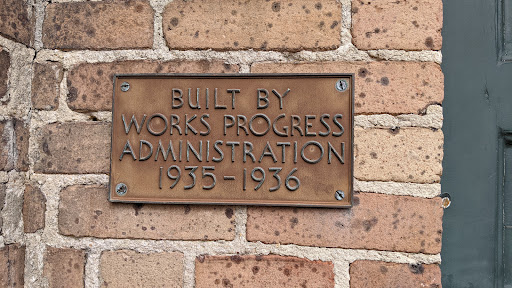 BUILT BY
WORKS PROGRESS
ADMINISTRATION
1935-1936